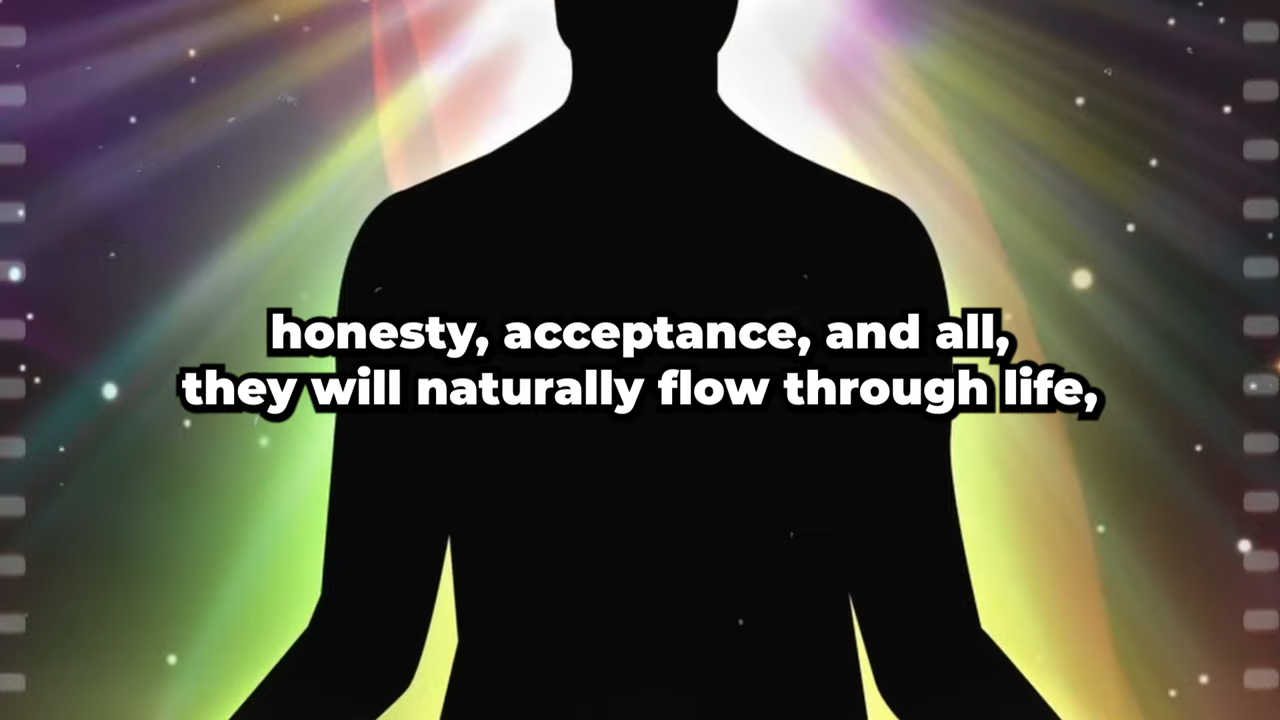 honesty, acceptance, and all,
they will naturally flow through life,